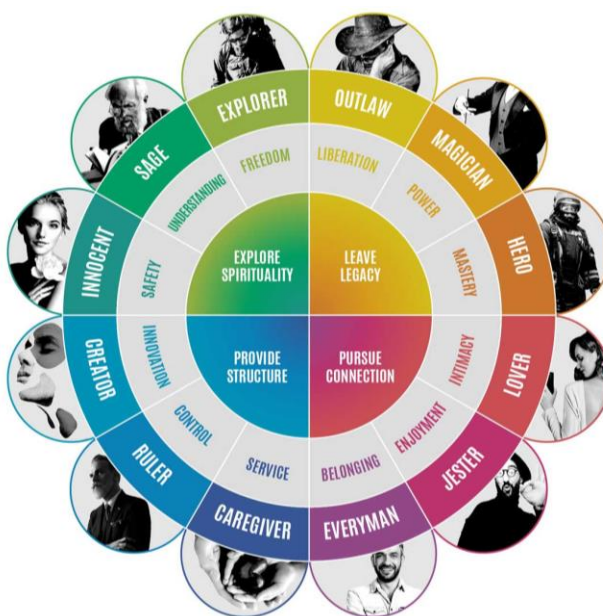 EXPLORER
OUTLAW
MAGICIAN
HERO
LOVER
JESTER
EVERYMAN
CAREGIVER
RULER
CREATOR
INNOCENT
SAGE
FREEDOM
LIBERATION
POWER
MASTERY
INTIMACY
ENJOYMENT
BELONGING
SERVICE
CONTROL
INNOVATION
SAFETY
UNDERSTANDING
EXPLORE
SPIRITUALITY
LEAVE
LEGACY
PROVIDE
STRUCTURE
PURSUE
CONNECTION